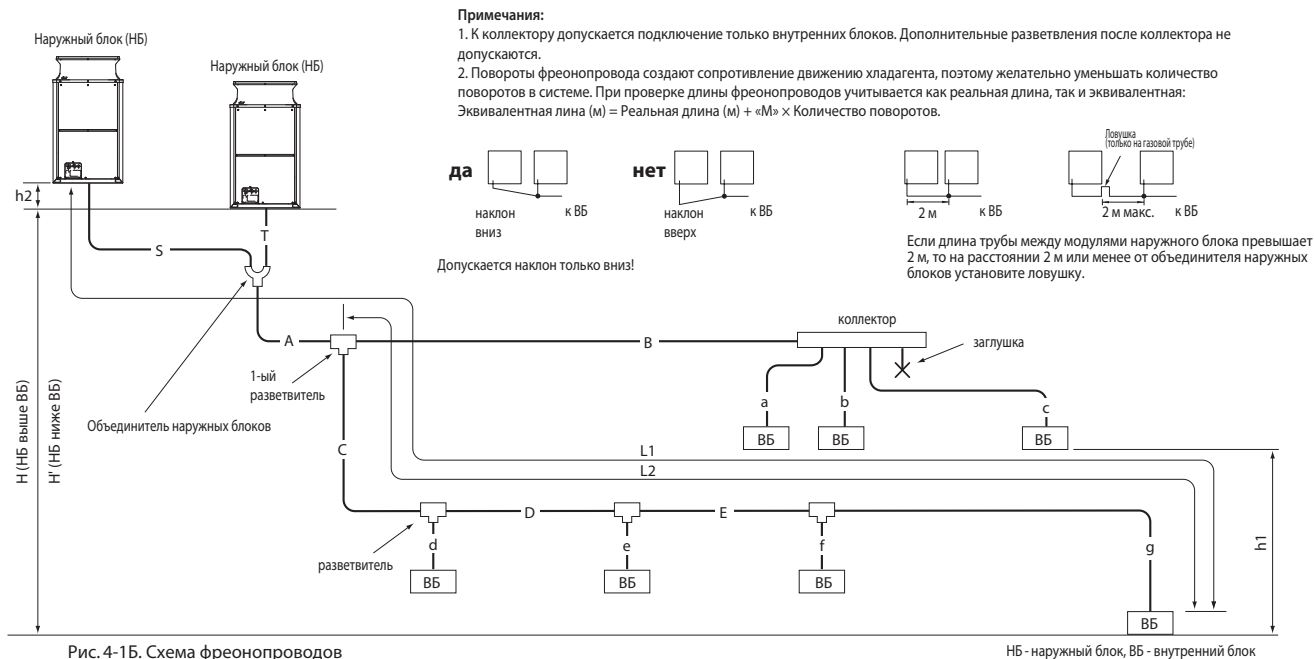 Примечания:
1. К коллектору допускается подключение только внутренних блоков. Дополнительные разветвления после коллектора не
допускаются.
2. Повороты фреонопровода создают сопротивление движению хладагента, поэтому желательно уменьшать количество
поворотов в системе. При проверке длины фреонопроводов учитывается как реальная длина, так и эквивалентная:
Эквивалентная лина (м) = Реальная длина (м) + «М» × Количество поворотов.
Наружный блок (НБ)
Наружный блок (НБ)
да
наклон
вниз
к ВБ
нет
наклон
вверх
к ВБ
Допускается наклон только вниз!
2 м
к ВБ
Ловушка
(только на газовой трубе)
2 м макс.
к ВБ
Если длина трубы между модулями наружного блока превышает
2 м, то на расстоянии 2 м или менее от объединителя наружных
блоков установите ловушку.
h2
S
T
A
B
коллектор
заглушка
1-ый
разветвитель
Объединитель наружных блоков
H (НБ выше ВБ)
H' (НБ ниже ВБ)
a
b
c
ВБ
ВБ
ВБ
C
L1
L2
D
E
d
e
f
g
h1
разветвитель
ВБ
ВБ
ВБ
ВБ
Рис. 4-1Б. Схема фреонопроводов
НБ - наружный блок, ВБ - внутренний блок